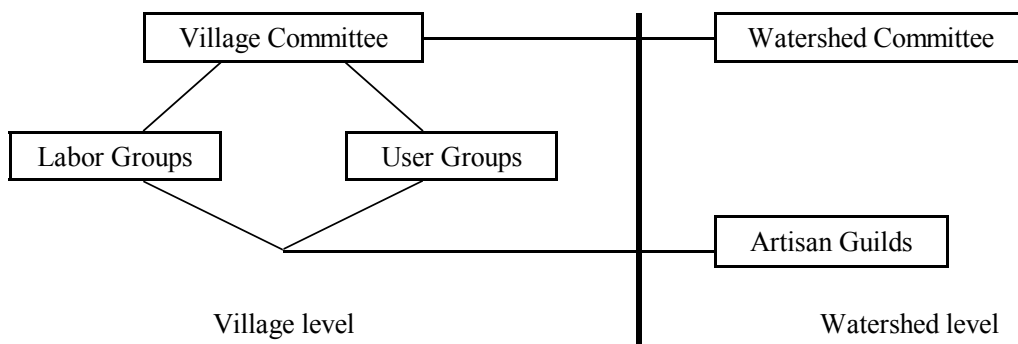 Village Committee
Watershed Committee
Labor Groups
User Groups
Artisan Guilds
Village level
Watershed level